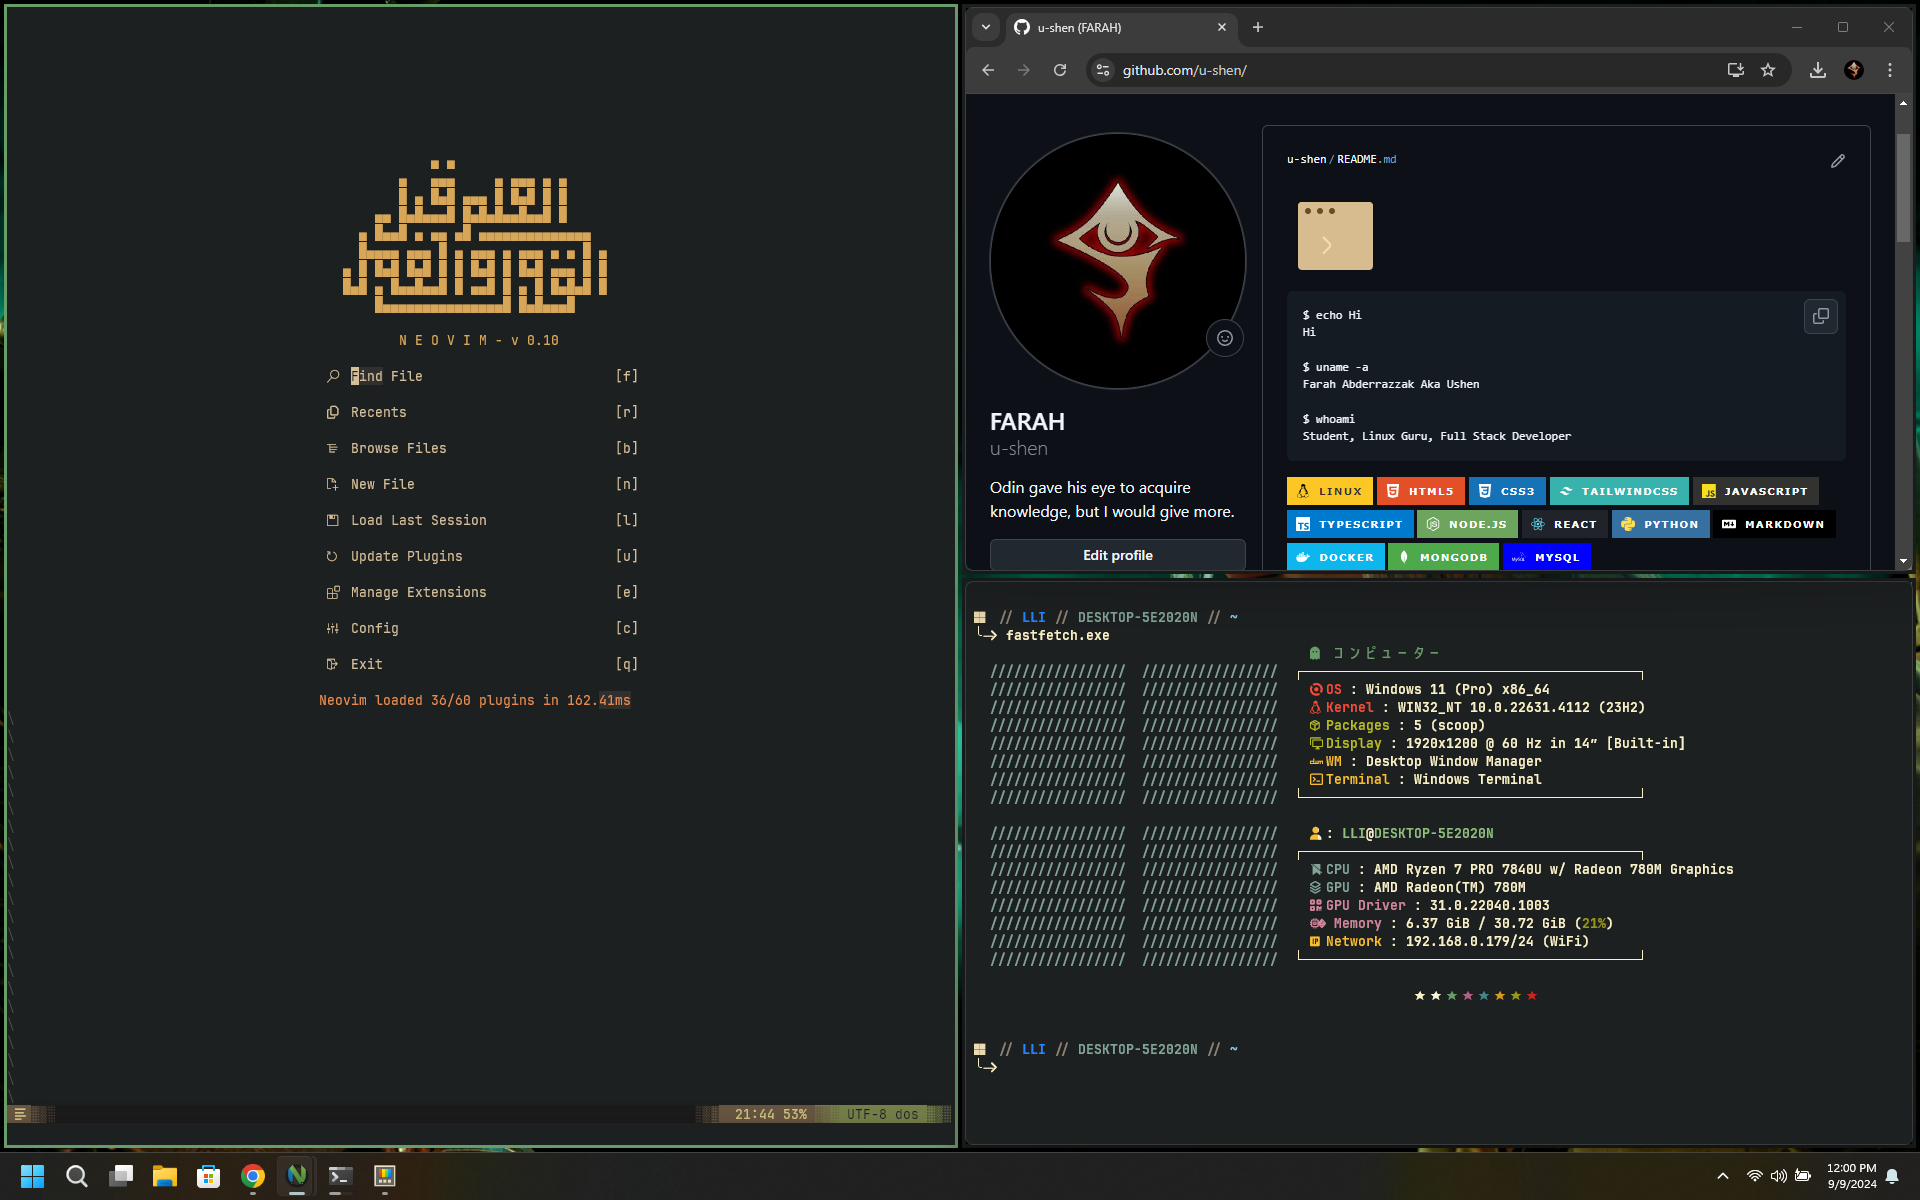 N E O V I M - v 0.10
Find File [f]
Recents [r]
Browse Files [b]
New File [n]
Load Last Session [l]
Update Plugins [u]
Manage Extensions [e]
Config [c]
Exit [q]
Neovim loaded 36/60 plugins in 162.41ms
21:44 53% UTF-8 dos
u-shen (FARAH)
github.com/u-shen/
FARAH
u-shen
Odin gave his eye to acquire
knowledge, but I would give more.
Edit profile
u-shen/README.md
$ echo Hi
Hi
$ uname -a
Farah Abderrazzak Aka Ushen
$ whoami
Student, Linux Guru, Full Stack Developer
LINUX HTML5 CSS3 TAILWINDCSS JS JAVASCRIPT
TS TYPESCRIPT NODE.JS REACT PYTHON MARKDOWN
DOCKER MONGODB MYSQL
// LLI // DESKTOP-5E2020N // ~
fastfetch.exe
コンピューター
OS : Windows 11 (Pro) x86_64
Kernel : WIN32_NT 10.0.22631.4112 (23H2)
Packages : 5 (scoop)
Display : 1920x1200 @ 60 Hz in 14″ [Built-in]
WM : Desktop Window Manager
Terminal : Windows Terminal
: LLI@DESKTOP-5E2020N
CPU : AMD Ryzen 7 PRO 7840U w/ Radeon 780M Graphics
GPU : AMD Radeon(TM) 780M
GPU Driver : 31.0.22040.1003
Memory : 6.37 GiB / 30.72 GiB (21%)
Network : 192.168.0.179/24 (WiFi)
// LLI // DESKTOP-5E2020N // ~
12:00 PM
9/9/2024